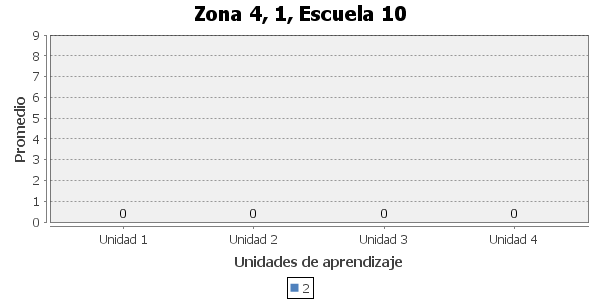 Zona 4, 1, Escuela 10
9
8
7
6
5
4
3
2
1
0
Promedio
0 0 0 0
Unidad 1 Unidad 2 Unidad 3 Unidad 4
Unidades de aprendizaje
2